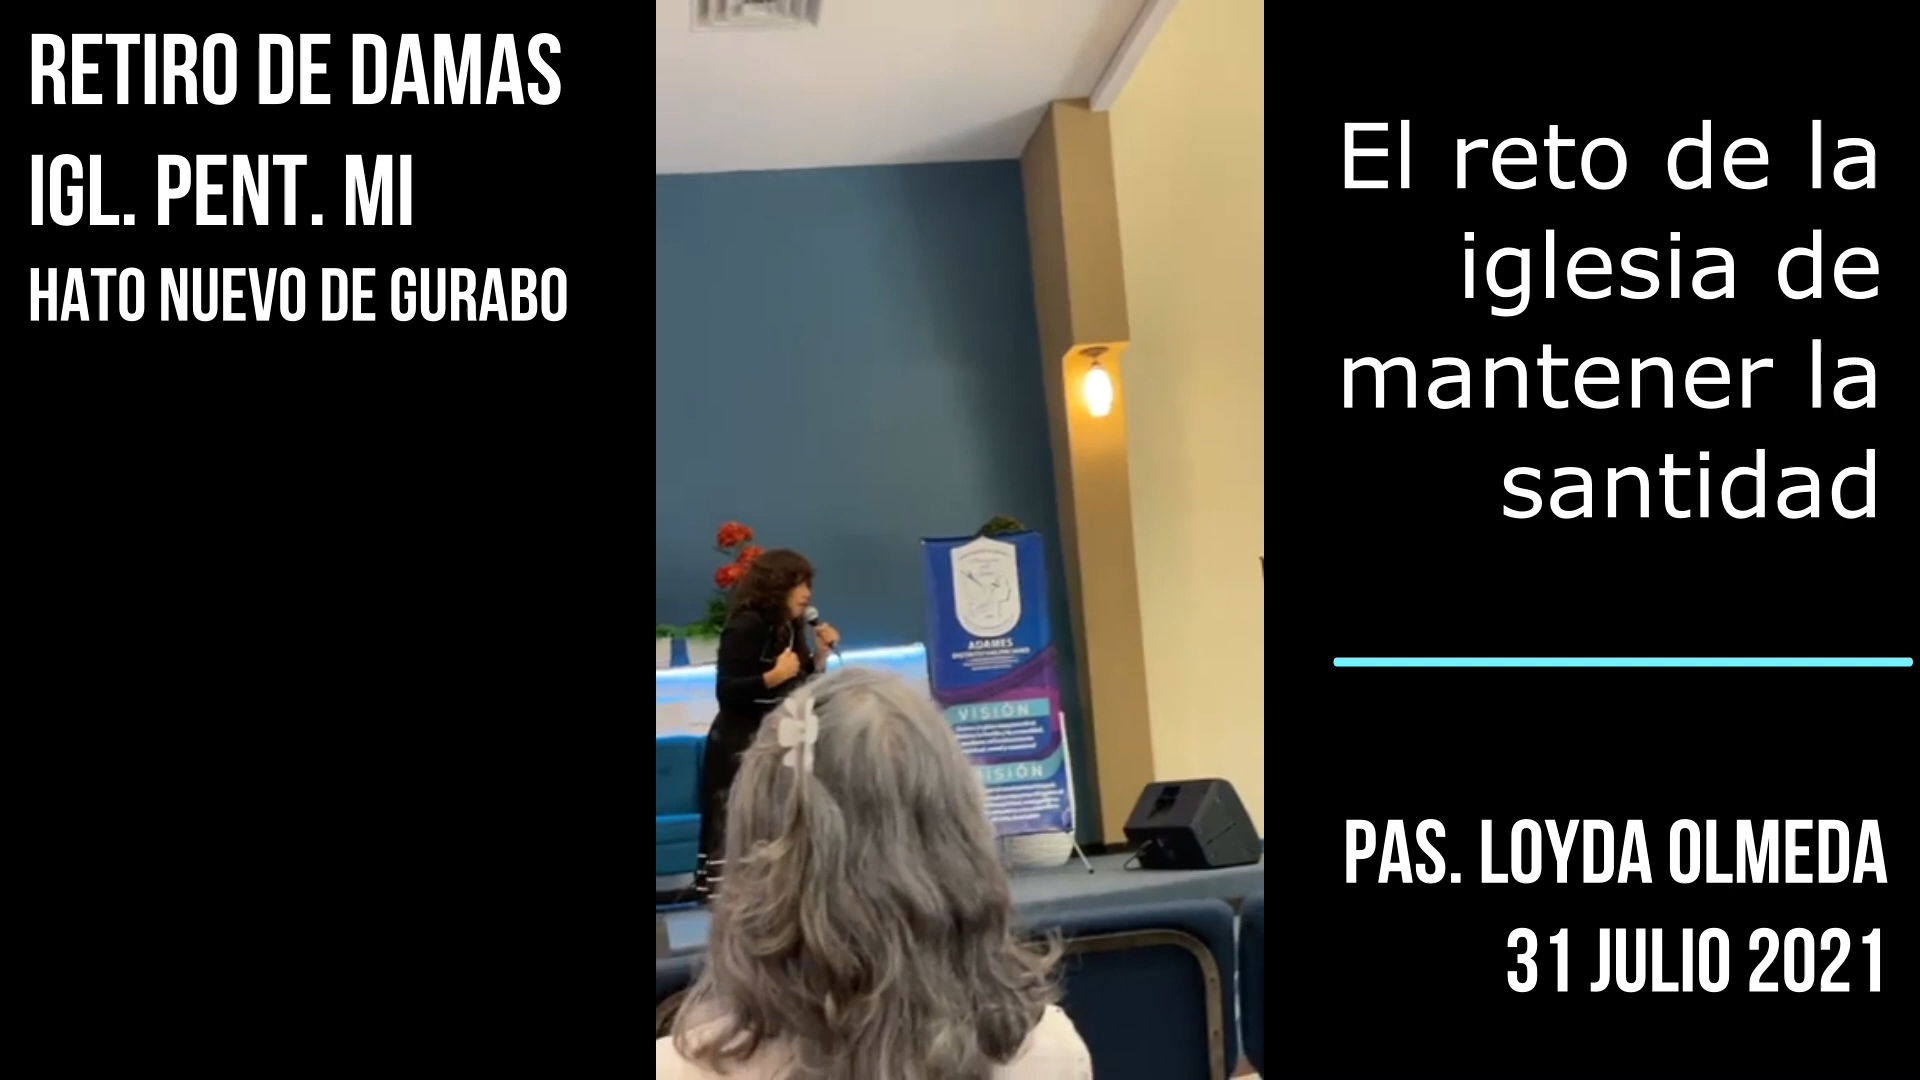 RETIRO DE DAMAS
IGL. PENT. MI
HATO NUEVO DE GURABO
El reto de la
iglesia de
mantener la
santidad
PAS. LOYDA OLMEDA
31 JULIO 2021
ADAMES
VISIÓN
ISIÓN